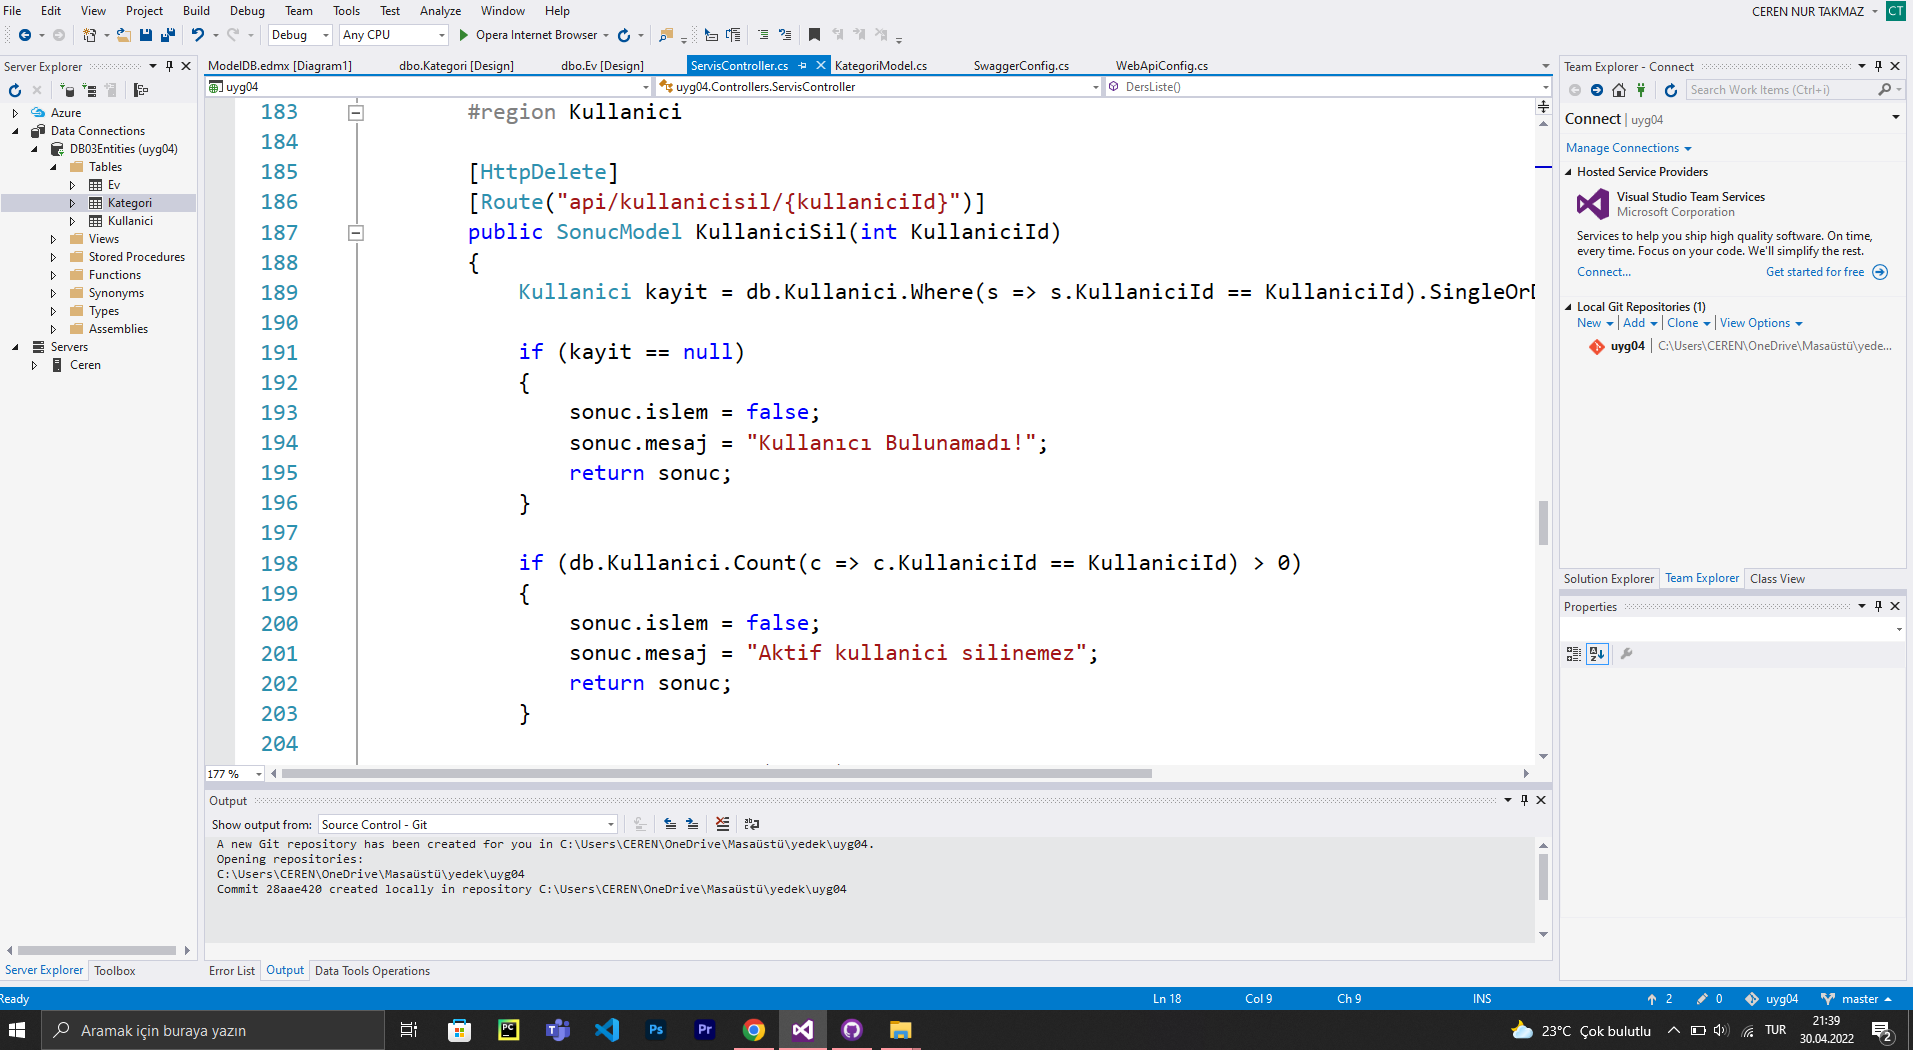 File Edit View Project Build Debug Team Tools Test Analyze Window Help
CEREN NUR TAKMAZ CT
Debug Any CPU Opera Internet Browser
Server Explorer
Azure
Data Connections
DB03Entities (uyg04)
Tables
Ev
Kategori
Kullanici
Views
Stored Procedures
Functions
Synonyms
Types
Assemblies
Servers
Ceren
Server Explorer Toolbox
ModelDB.edmx [Diagram1] dbo.Kategori [Design] dbo.Ev [Design] ServisController.cs KategoriModel.cs SwaggerConfig.cs WebApiConfig.cs
uyg04 uyg04.Controllers.ServisController DersListe()
183 #region Kullanici
184
185 [HttpDelete]
186 [Route("api/kullanicisil/{kullaniciId}")]
187 public SonucModel KullaniciSil(int KullaniciId)
188 {
189 Kullanici kayit = db.Kullanici.Where(s => s.KullaniciId == KullaniciId).SingleOrD
190
191 if (kayit == null)
192 {
193 sonuc.islem = false;
194 sonuc.mesaj = "Kullanıcı Bulunamadı!";
195 return sonuc;
196 }
197
198 if (db.Kullanici.Count(c => c.KullaniciId == KullaniciId) > 0)
199 {
200 sonuc.islem = false;
201 sonuc.mesaj = "Aktif kullanici silinemez";
202 return sonuc;
203 }
204
177 %
Output
Show output from: Source Control - Git
A new Git repository has been created for you in C:\Users\CEREN\OneDrive\Masaüstü\yedek\uyg04.
Opening repositories:
C:\Users\CEREN\OneDrive\Masaüstü\yedek\uyg04
Commit 28aae420 created locally in repository C:\Users\CEREN\OneDrive\Masaüstü\yedek\uyg04
Error List Output Data Tools Operations
Team Explorer - Connect
Search Work Items (Ctrl+i)
Connect | uyg04
Manage Connections
Hosted Service Providers
Visual Studio Team Services
Microsoft Corporation
Services to help you ship high quality software. On time,
every time. Focus on your code. We'll simplify the rest.
Connect... Get started for free
Local Git Repositories (1)
New | Add | Clone | View Options
uyg04 | C:\Users\CEREN\OneDrive\Masaüstü\yede...
Solution Explorer Team Explorer Class View
Properties
Ready Ln 18 Col 9 Ch 9 INS 2 0 uyg04 master
Aramak için buraya yazın
23°C Çok bulutlu TUR
21:39
30.04.2022
2